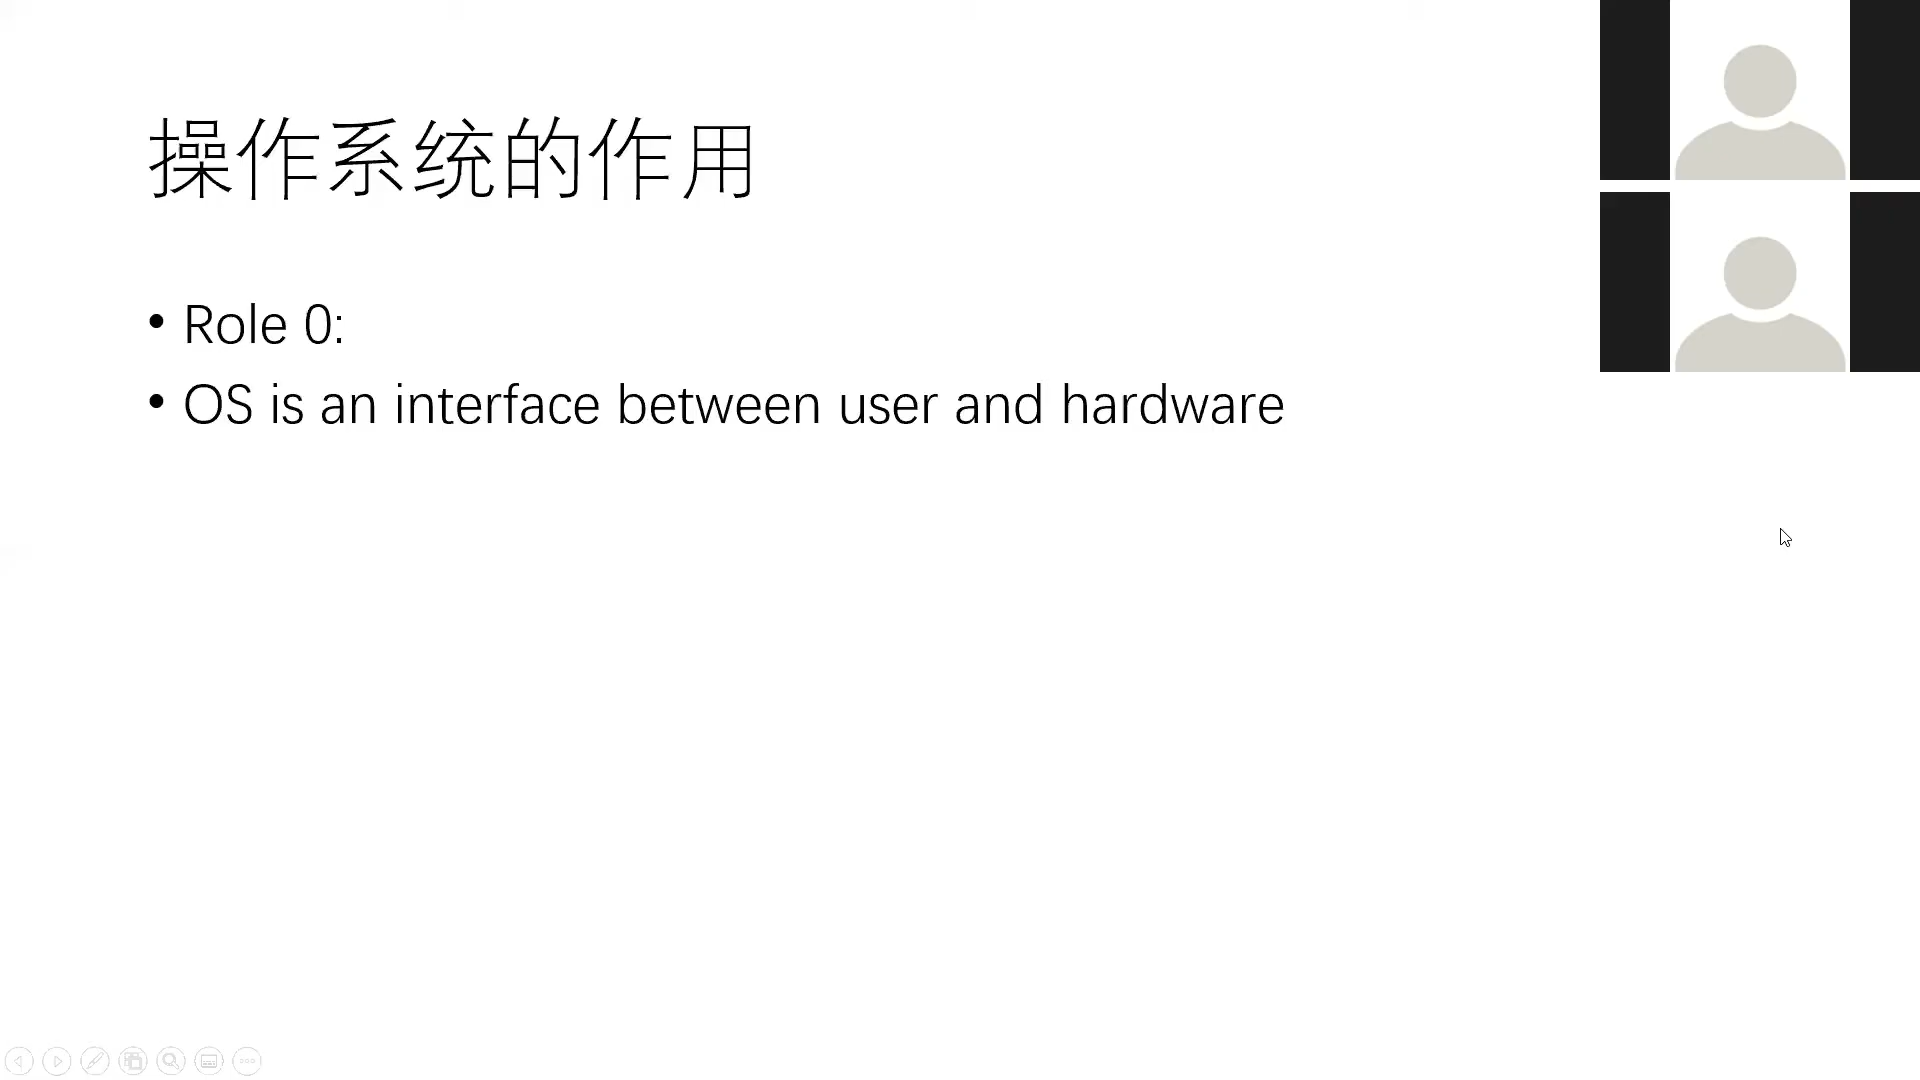 操作系统的作用
• Role 0:
• OS is an interface between user and hardware